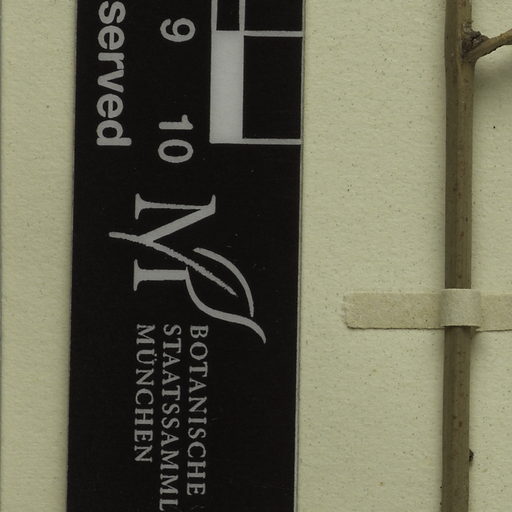 served
9 10
BOTANISCHE
STAATSSAMML
MÜNCHEN